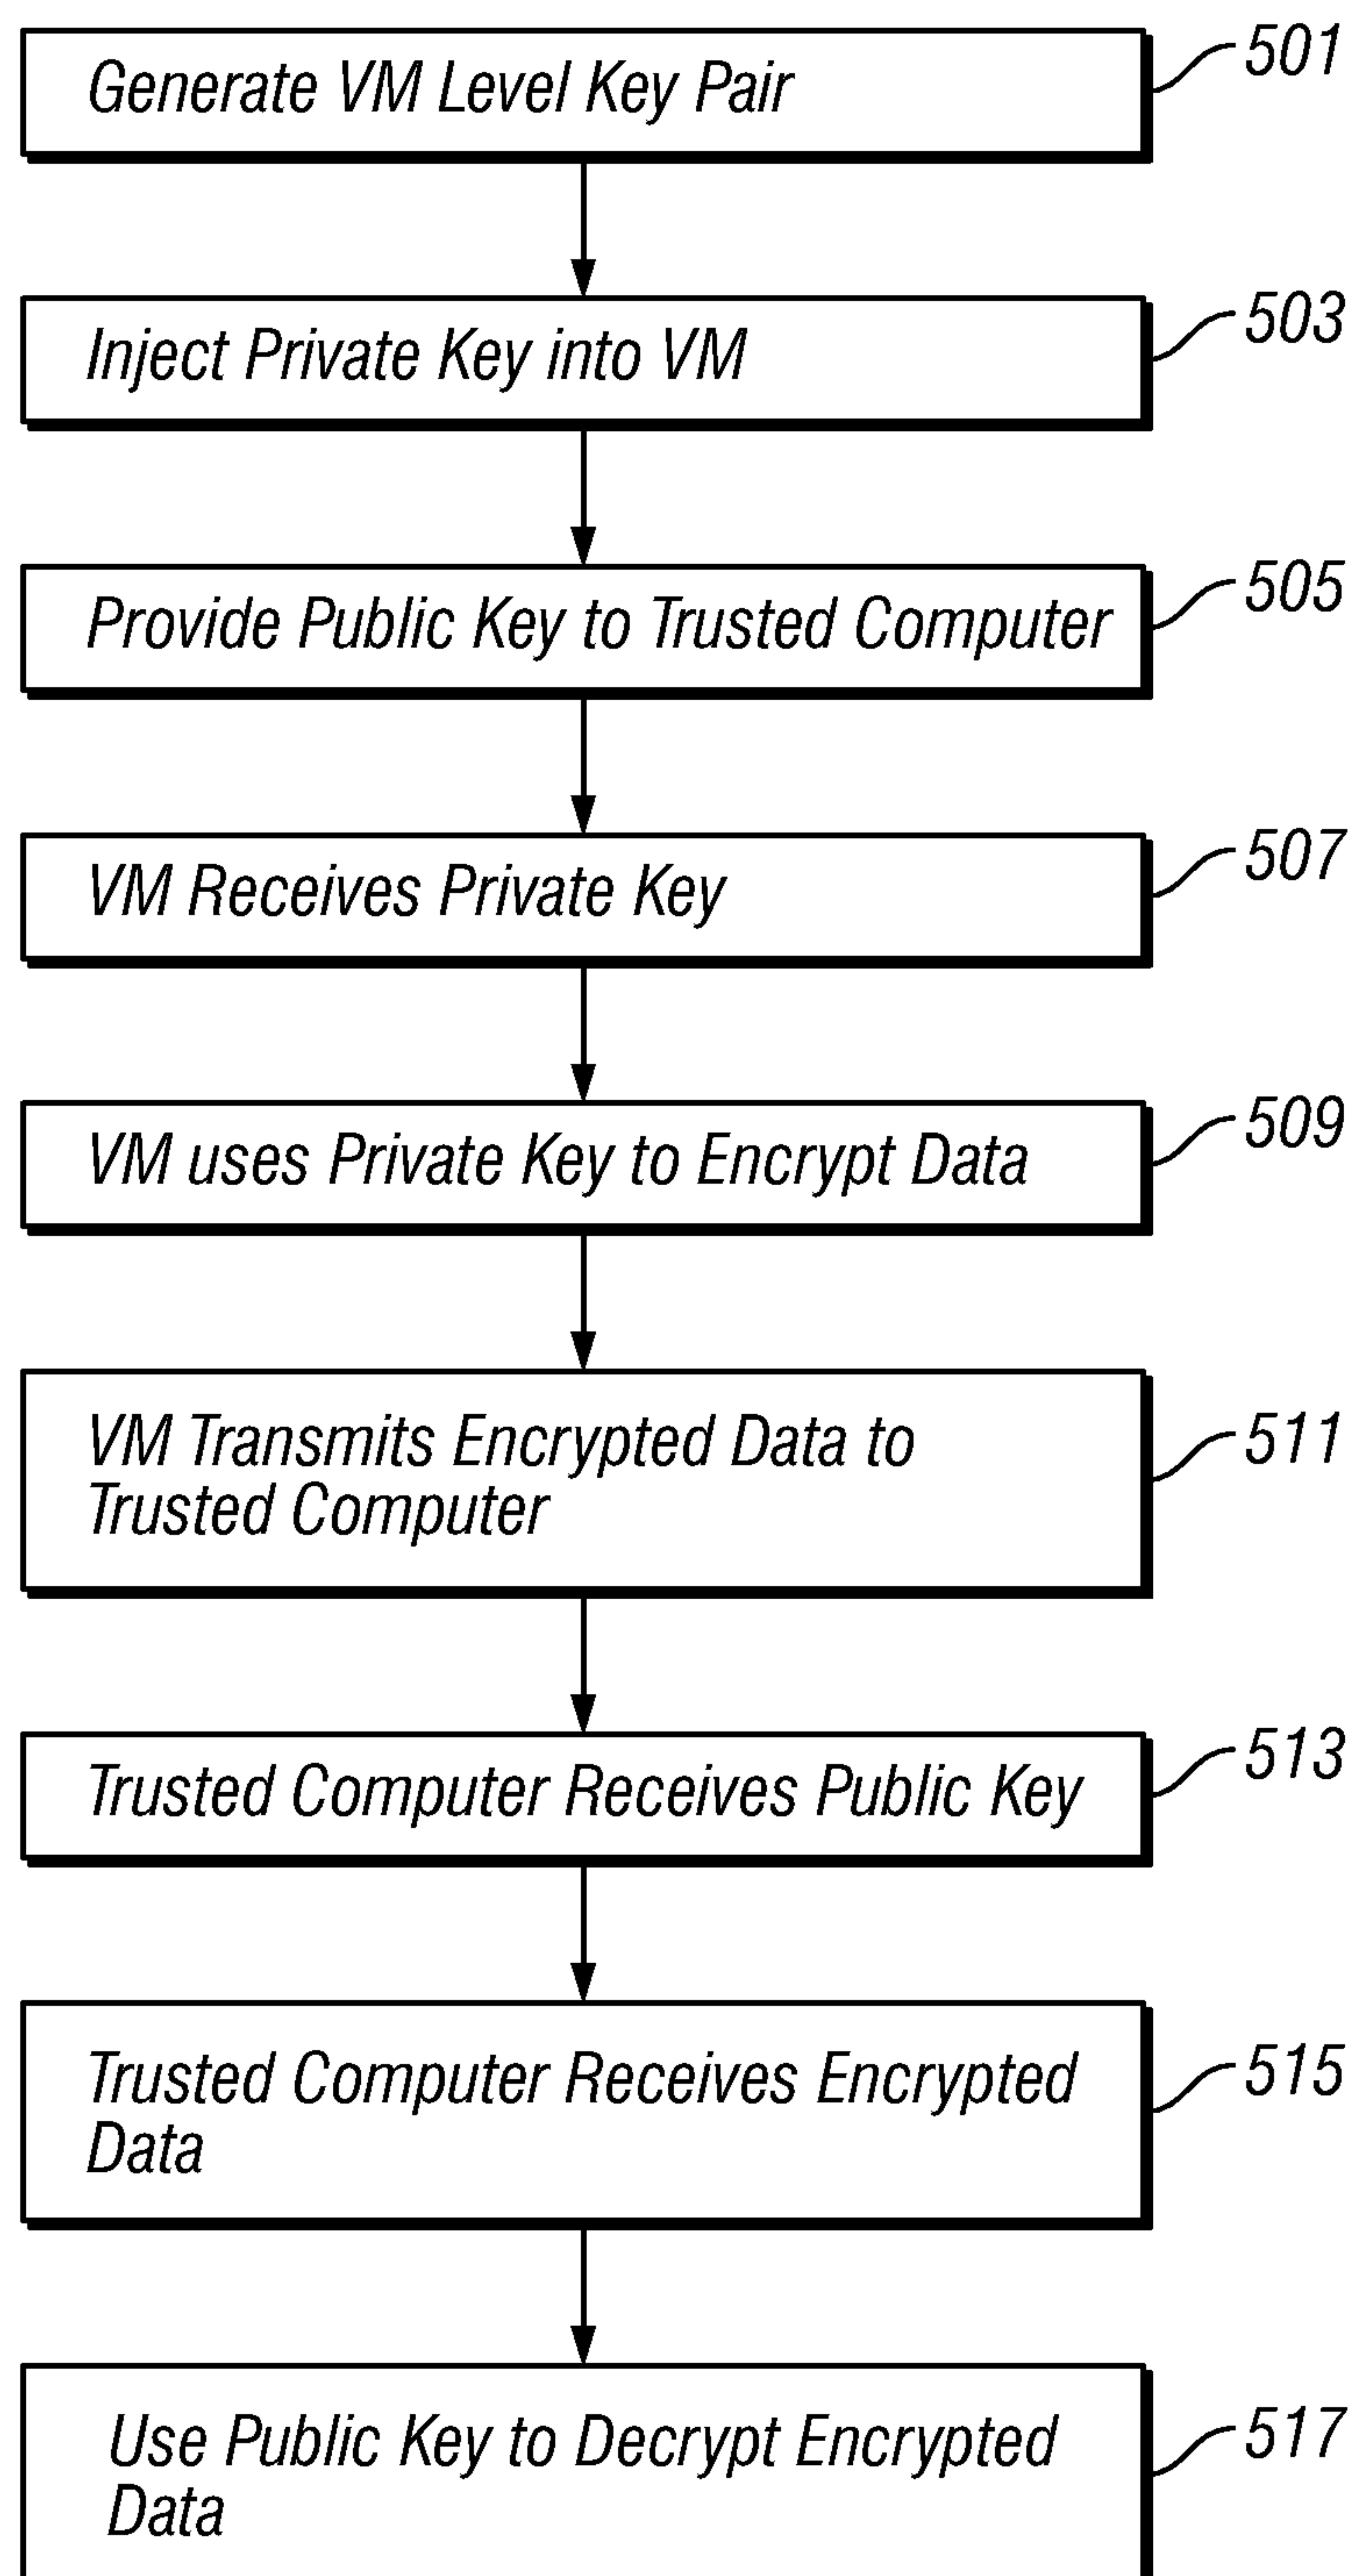 Generate VM Level Key Pair
501
Inject Private Key into VM
503
Provide Public Key to Trusted Computer
505
VM Receives Private Key
507
VM uses Private Key to Encrypt Data
509
VM Transmits Encrypted Data to
Trusted Computer
511
Trusted Computer Receives Public Key
513
Trusted Computer Receives Encrypted
Data
515
Use Public Key to Decrypt Encrypted
Data
517